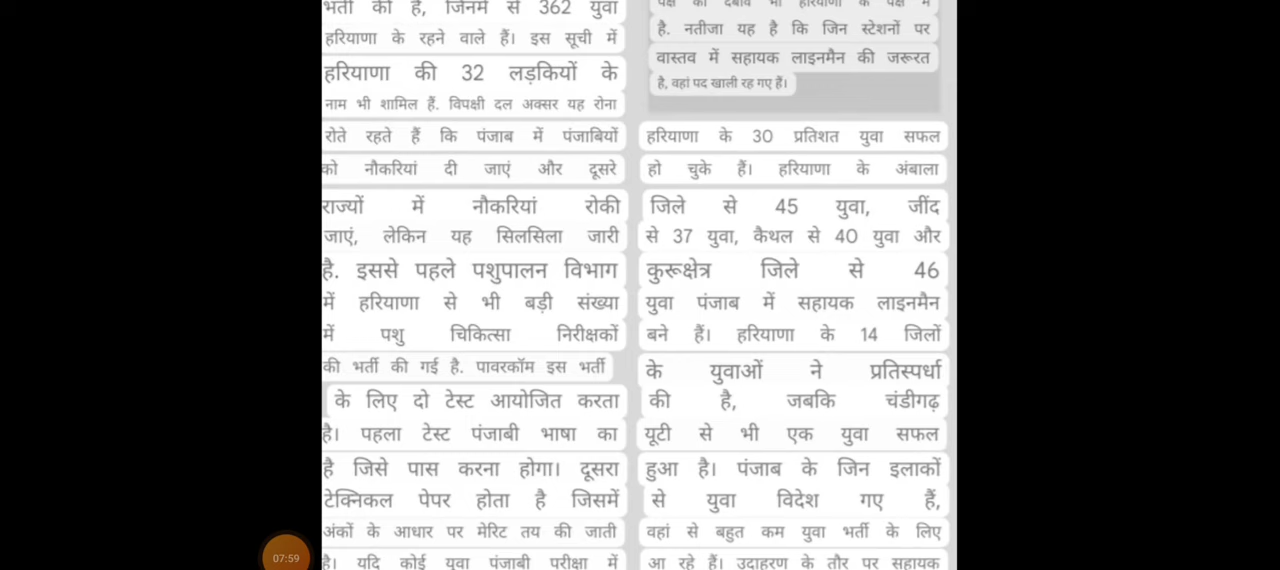 भर्ती की है, जिनमें से 362 युवा
हरियाणा के रहने वाले हैं। इस सूची में
हरियाणा की 32 लड़कियों के
नाम भी शामिल हैं. विपक्षी दल अक्सर यह रोना
रोते रहते हैं कि पंजाब में पंजाबियों
को नौकरियां दी जाएं और दूसरे
राज्यों में नौकरियां रोकी
जाएं, लेकिन यह सिलसिला जारी
है. इससे पहले पशुपालन विभाग
में हरियाणा से भी बड़ी संख्या
में पशु चिकित्सा निरीक्षकों
की भर्ती की गई है. पावरकॉम इस भर्ती
के लिए दो टेस्ट आयोजित करता
है। पहला टेस्ट पंजाबी भाषा का
है जिसे पास करना होगा। दूसरा
टेक्निकल पेपर होता है जिसमें
अंकों के आधार पर मेरिट तय की जाती
है। यदि कोई युवा पंजाबी परीक्षा में
पक्ष का दबाव भी हरियाणा के पक्ष में
है. नतीजा यह है कि जिन स्टेशनों पर
वास्तव में सहायक लाइनमैन की जरूरत
है, वहां पद खाली रह गए हैं।
हरियाणा के 30 प्रतिशत युवा सफल
हो चुके हैं। हरियाणा के अंबाला
जिले से 45 युवा, जींद
से 37 युवा, कैथल से 40 युवा और
कुरूक्षेत्र जिले से 46
युवा पंजाब में सहायक लाइनमैन
बने हैं। हरियाणा के 14 जिलों
के युवाओं ने प्रतिस्पर्धा
की है, जबकि चंडीगढ़
यूटी से भी एक युवा सफल
हुआ है। पंजाब के जिन इलाकों
से युवा विदेश गए हैं,
वहां से बहुत कम युवा भर्ती के लिए
आ रहे हैं। उदाहरण के तौर पर सहायक
07:59